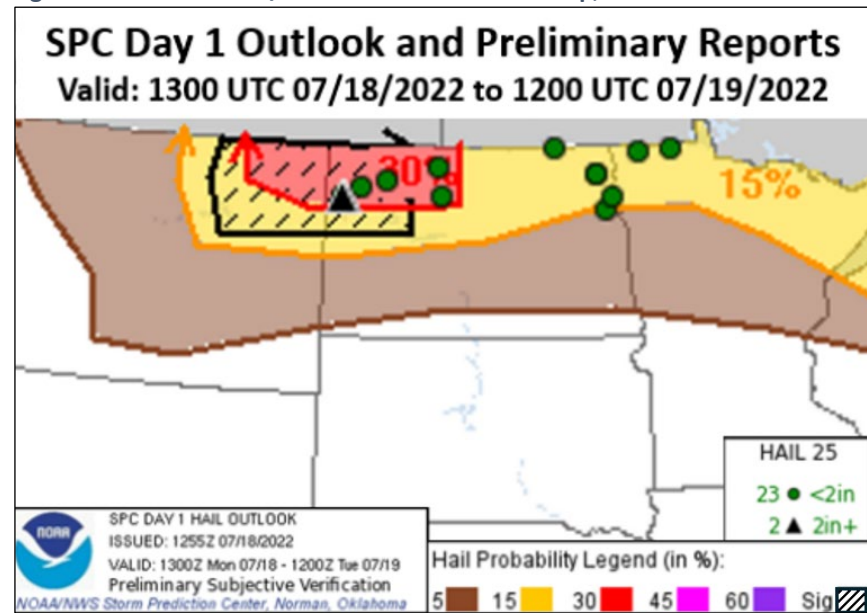 SPC Day 1 Outlook and Preliminary Reports
Valid: 1300 UTC 07/18/2022 to 1200 UTC 07/19/2022
30%
15%
HAIL 25
23 <2in
2 2in+
SPC DAY 1 HAIL OUTLOOK
ISSUED: 1255Z 07/18/2022
VALID: 1300Z Mon 07/18 - 1200Z Tue 07/19
Preliminary Subjective Verification
NOAA/NWS Storm Prediction Center, Norman, Oklahoma
NOAA
Hail Probability Legend (in %):
5 15 30 45 60 Sig